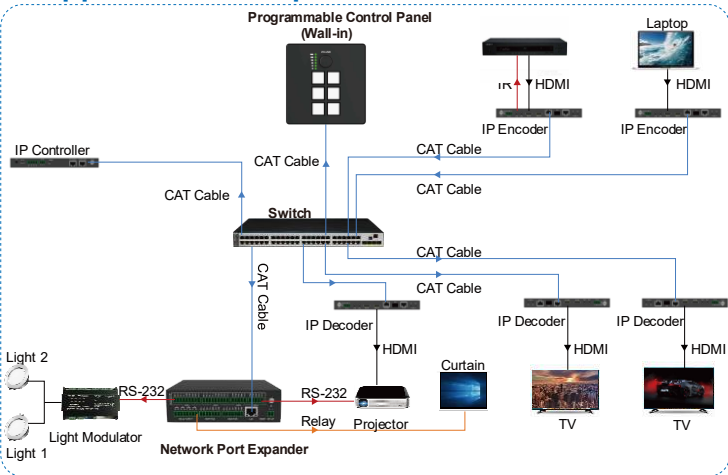 Programmable Control Panel
(Wall-in)
Laptop
IR
HDMI
HDMI
IP Encoder
IP Encoder
IP Controller
CAT Cable
CAT Cable
CAT Cable
CAT Cable
Switch
CAT Cable
CAT Cable
CAT Cable
IP Decoder
IP Decoder
IP Decoder
HDMI
HDMI
HDMI
Light 2
Curtain
RS-232
RS-232
Relay
Projector
TV
TV
Light 1
Light Modulator
Network Port Expander